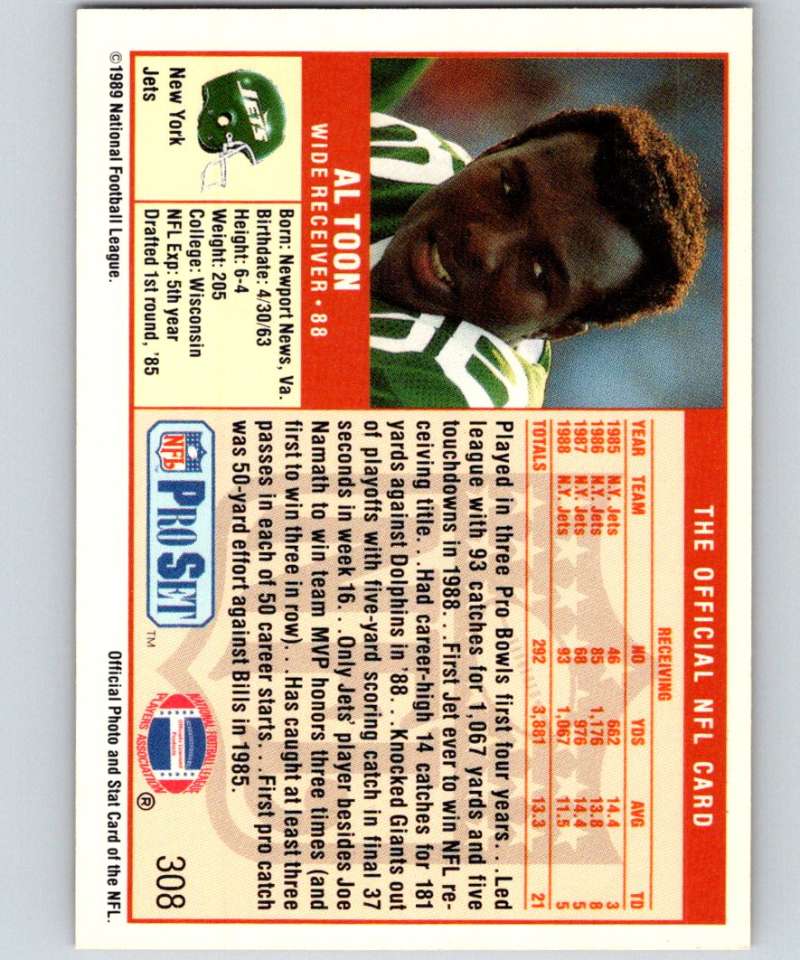 THE OFFICIAL NFL CARD
RECEIVING
YEAR TEAM NO YDS AVG TD
1985 N.Y. Jets 46 662 14.4 3
1986 N.Y. Jets 85 1,176 13.8 8
1987 N.Y. Jets 68 976 14.4 5
1988 N.Y. Jets 93 1,067 11.5 5
TOTALS 292 3,881 13.3 21
Played in three Pro Bowls first four years. . .Led
league with 93 catches for 1,067 yards and five
touchdowns in 1988. . .First Jet ever to win NFL re-
ceiving title. . .Had career-high 14 catches for 181
yards against Dolphins in '88. . .Knocked Giants out
of playoffs with five-yard scoring catch in final 37
seconds in week 16. . .Only Jets' player besides Joe
Namath to win team MVP honors three times (and
first to win three in row). . .Has caught at least three
passes in each of 50 career starts. . .First pro catch
was 50-yard effort against Bills in 1985.
AL TOON
WIDE RECEIVER • 88
JETS
New York
Jets
Born: Newport News, Va.
Birthdate: 4/30/63
Height: 6-4
Weight: 205
College: Wisconsin
NFL Exp: 5th year
Drafted 1st round, '85
NFL PRO SET ™
NATIONAL FOOTBALL LEAGUE
PLAYERS ASSOCIATION ®
308
©1989 National Football League.
Official Photo and Stat Card of the NFL.